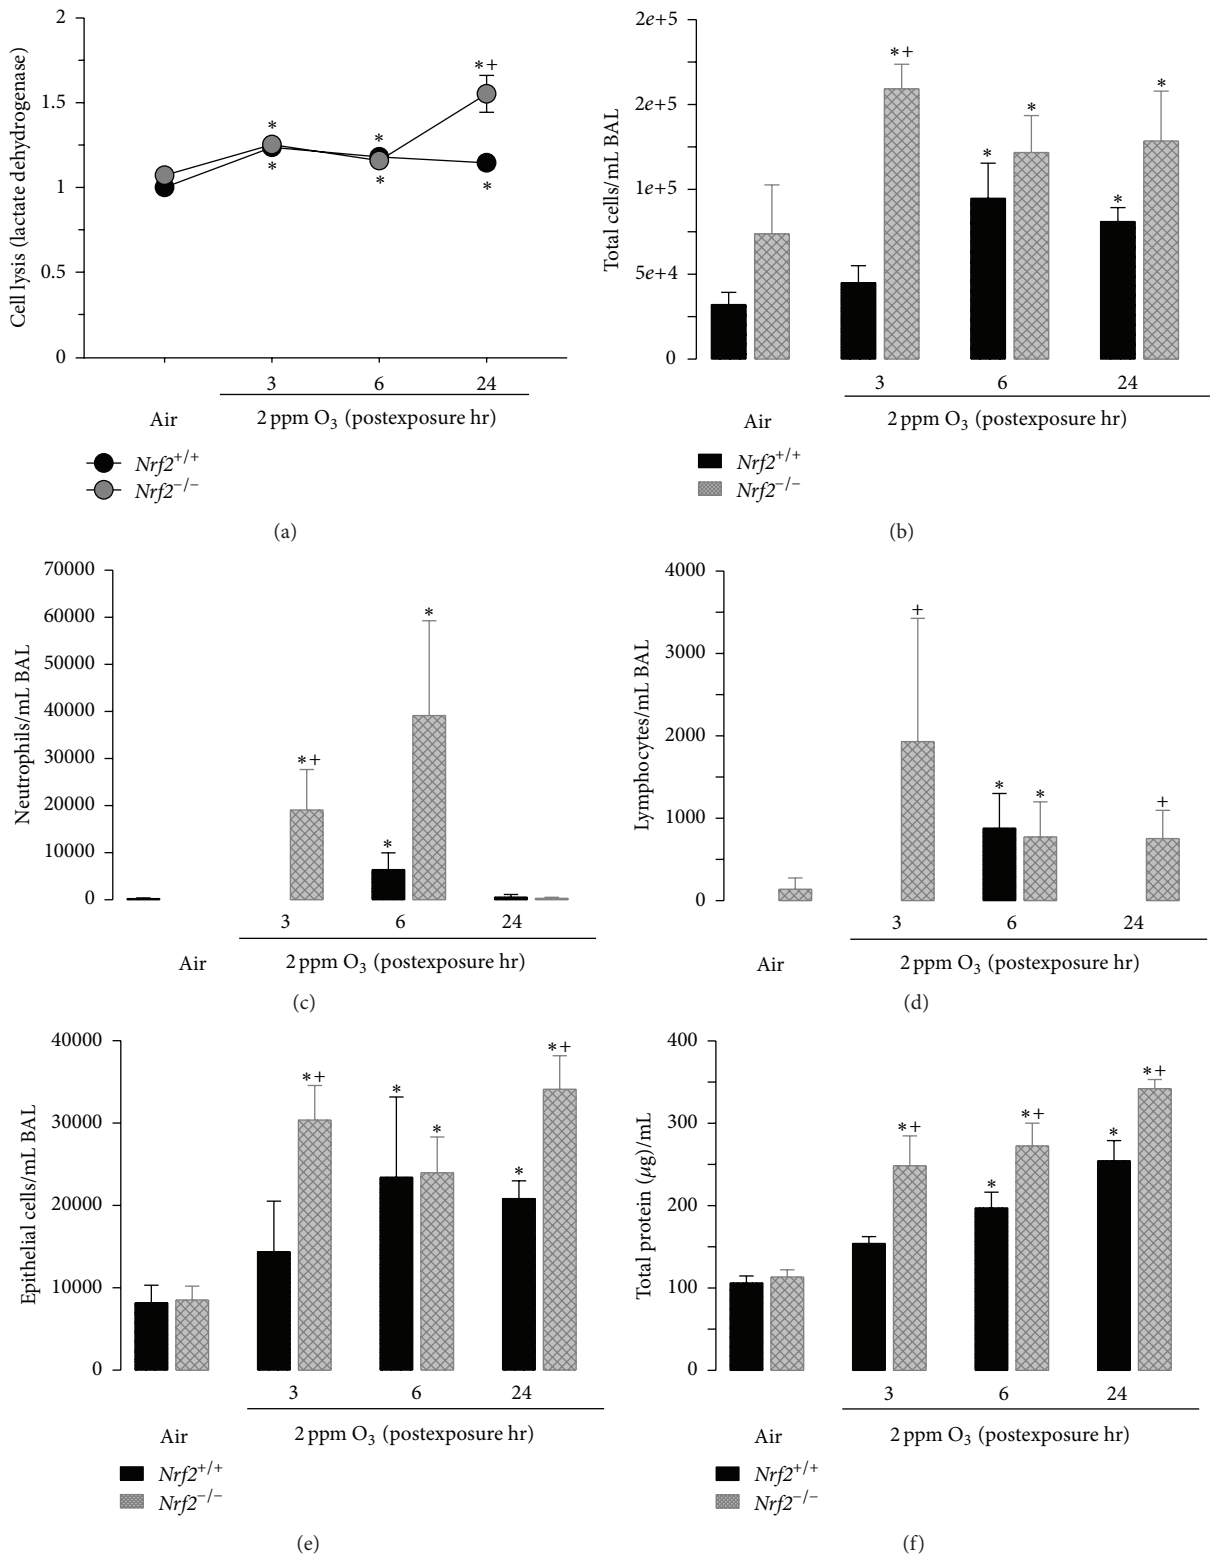 Cell lysis (lactate dehydrogenase)
2
1.5
1
0.5
0
*
*
*
*
*+
*
3 6 24
Air
2 ppm O₃ (postexposure hr)
Nrf2+/+
Nrf2−/−
(a)
Total cells/mL BAL
2e+5
2e+5
1e+5
5e+4
0
*+
*
*
*
*
3 6 24
Air
2 ppm O₃ (postexposure hr)
Nrf2+/+
Nrf2−/−
(b)
Neutrophils/mL BAL
70000
60000
50000
40000
30000
20000
10000
0
*+
*
*
3 6 24
Air
2 ppm O₃ (postexposure hr)
(c)
Lymphocytes/mL BAL
4000
3000
2000
1000
0
+
*
*
+
3 6 24
Air
2 ppm O₃ (postexposure hr)
(d)
Epithelial cells/mL BAL
40000
30000
20000
10000
0
*+
*
*
*
*+
3 6 24
Air
2 ppm O₃ (postexposure hr)
Nrf2+/+
Nrf2−/−
(e)
Total protein (μg)/mL
400
300
200
100
0
*+
*
*+
*
*+
3 6 24
Air
2 ppm O₃ (postexposure hr)
Nrf2+/+
Nrf2−/−
(f)